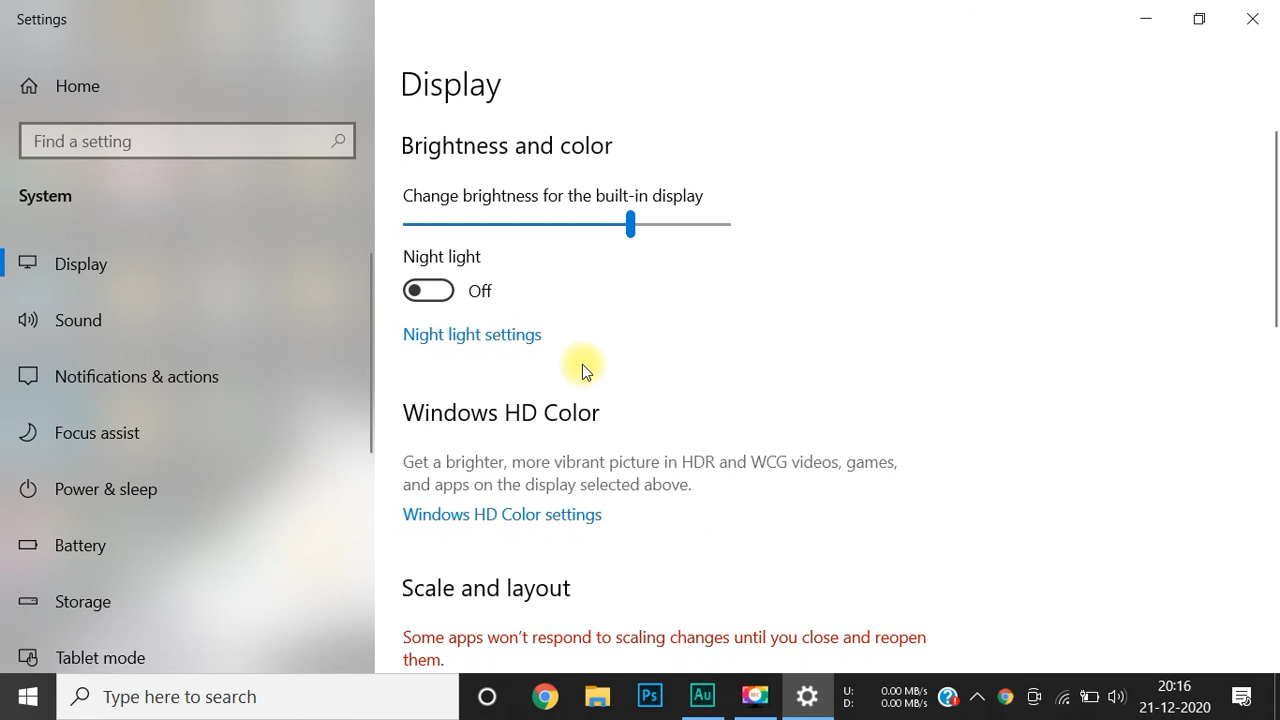 Settings
Home
Find a setting
System
Display
Sound
Notifications & actions
Focus assist
Power & sleep
Battery
Storage
Tablet mode
Display
Brightness and color
Change brightness for the built-in display
Night light
Off
Night light settings
Windows HD Color
Get a brighter, more vibrant picture in HDR and WCG videos, games,
and apps on the display selected above.
Windows HD Color settings
Scale and layout
Some apps won't respond to scaling changes until you close and reopen
them.
Type here to search
Ps
Au
U: 0.00 MB/s
D: 0.00 MB/s
20:16
21-12-2020